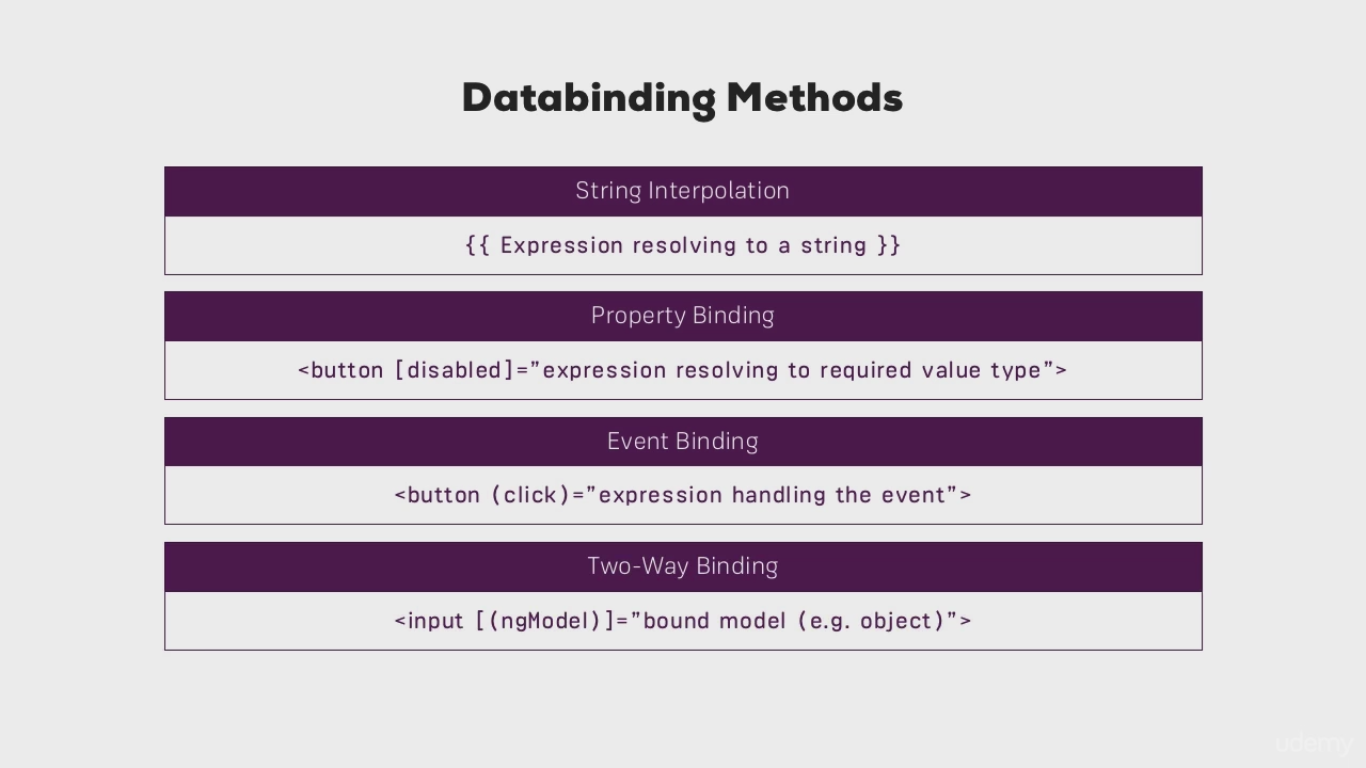 Databinding Methods
String Interpolation
{{ Expression resolving to a string }}
Property Binding
<button [disabled]=”expression resolving to required value type”>
Event Binding
<button (click)=”expression handling the event”>
Two-Way Binding
<input [(ngModel)]=”bound model (e.g. object)”>
udemy